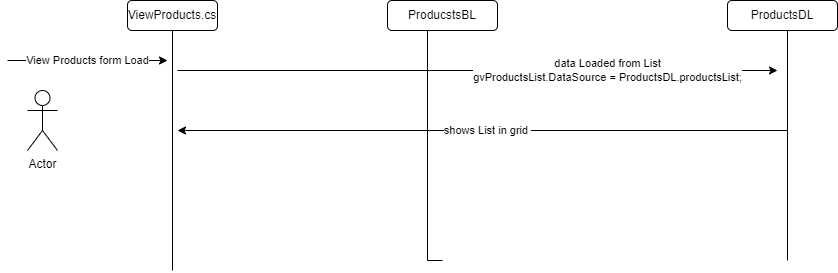 ViewProducts.cs
ProducstsBL
ProductsDL
View Products form Load
data Loaded from List
gvProductsList.DataSource = ProductsDL.productsList;
shows List in grid
Actor